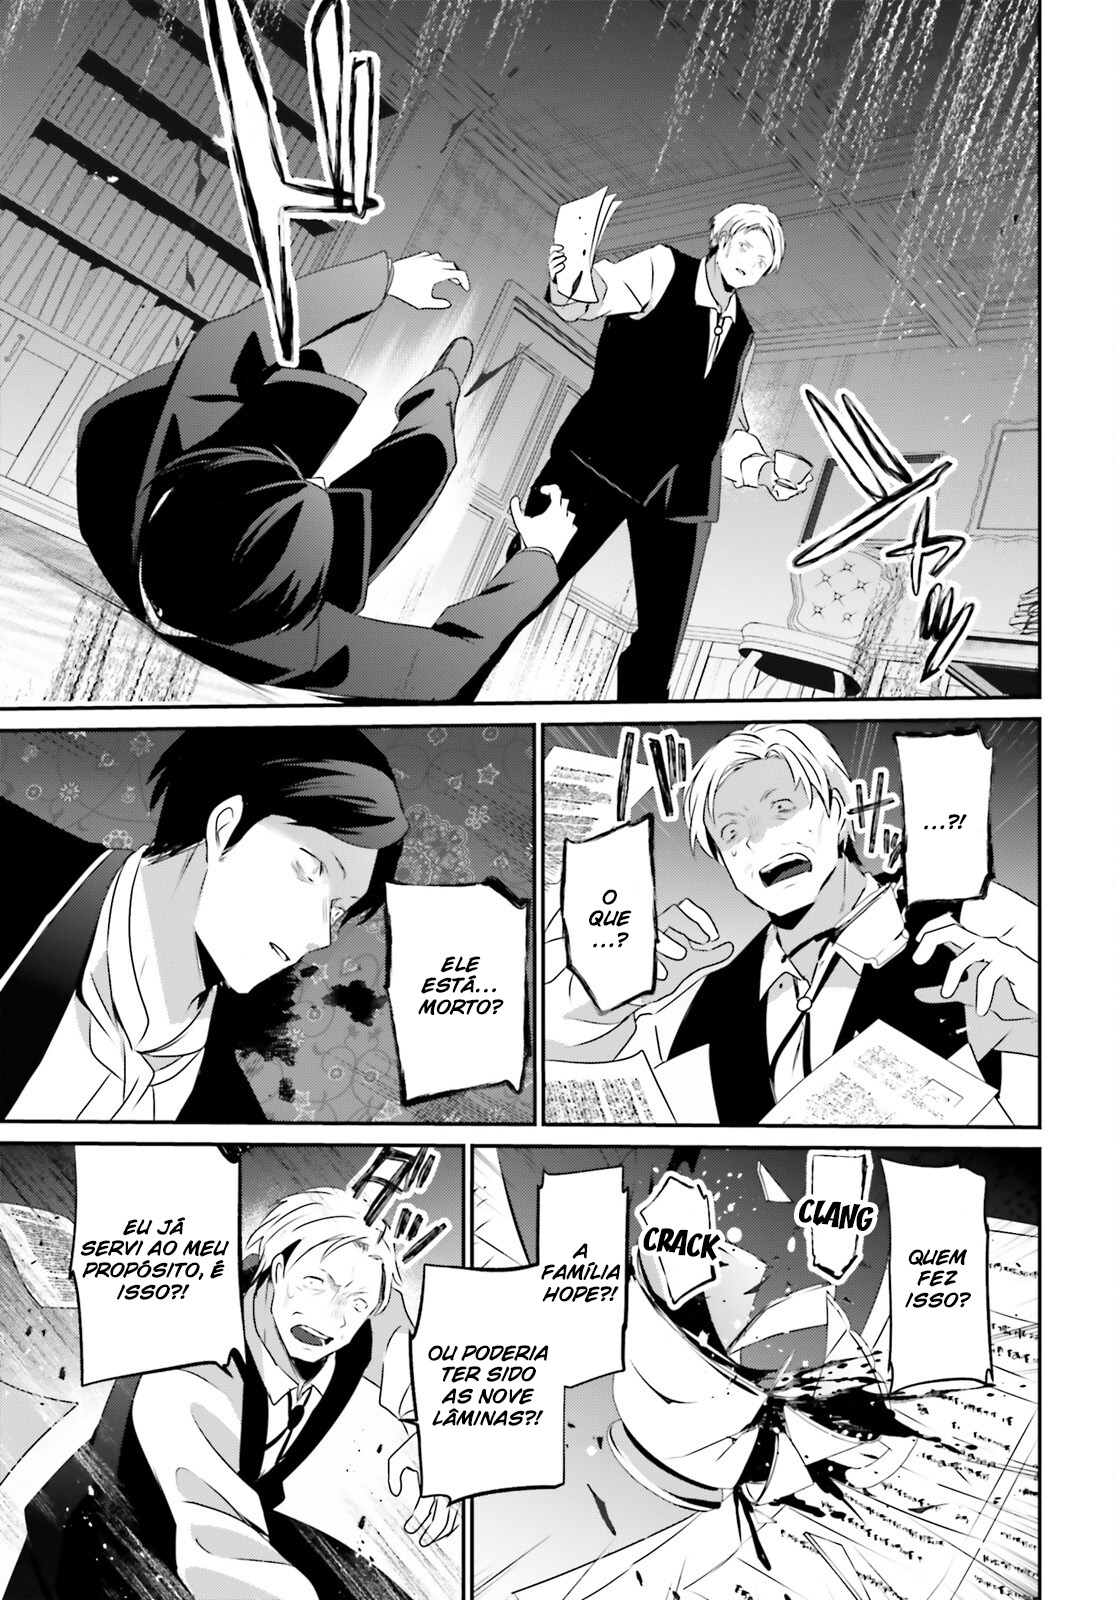 ...?!
O
QUE
...?
ELE
ESTÁ...
MORTO?
QUEM
FEZ
ISSO?
CLANG
CRACK
A
FAMÍLIA
HOPE?!
OU PODERIA
TER SIDO
AS NOVE
LÂMINAS?!
EU JÁ
SERVI AO MEU
PROPÓSITO, É
ISSO?!